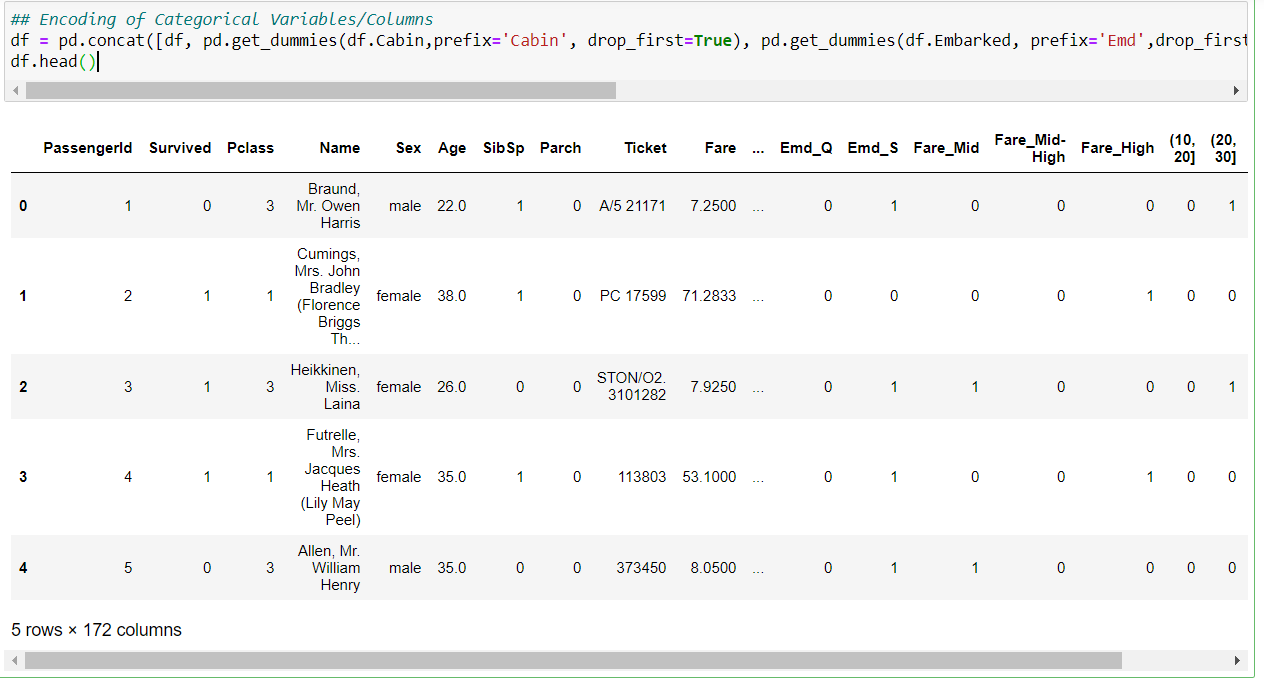 ## Encoding of Categorical Variables/Columns
df = pd.concat([df, pd.get_dummies(df.Cabin,prefix='Cabin', drop_first=True), pd.get_dummies(df.Embarked, prefix='Emd',drop_first
df.head()
PassengerId Survived Pclass Name Sex Age SibSp Parch Ticket Fare ... Emd_Q Emd_S Fare_Mid Fare_Mid-High Fare_High (10, 20] (20, 30]
0 1 0 3 Braund, Mr. Owen Harris male 22.0 1 0 A/5 21171 7.2500 ... 0 1 0 0 0 0 1
1 2 1 1 Cumings, Mrs. John Bradley (Florence Briggs Th... female 38.0 1 0 PC 17599 71.2833 ... 0 0 0 0 1 0 0
2 3 1 3 Heikkinen, Miss. Laina female 26.0 0 0 STON/O2. 3101282 7.9250 ... 0 1 1 0 0 0 1
3 4 1 1 Futrelle, Mrs. Jacques Heath (Lily May Peel) female 35.0 1 0 113803 53.1000 ... 0 1 0 0 1 0 0
4 5 0 3 Allen, Mr. William Henry male 35.0 0 0 373450 8.0500 ... 0 1 1 0 0 0 0
5 rows × 172 columns